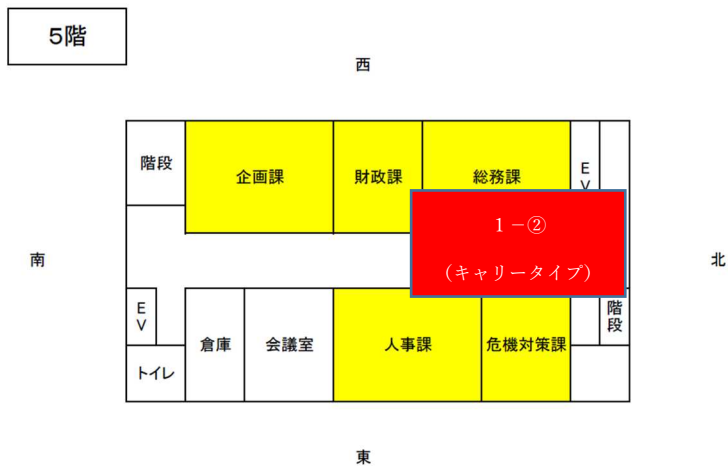 5階
西
階段
企画課
財政課
総務課
EV
1－②
(キャリータイプ)
南
北
EV
倉庫
会議室
人事課
危機対策課
階段
トイレ
東